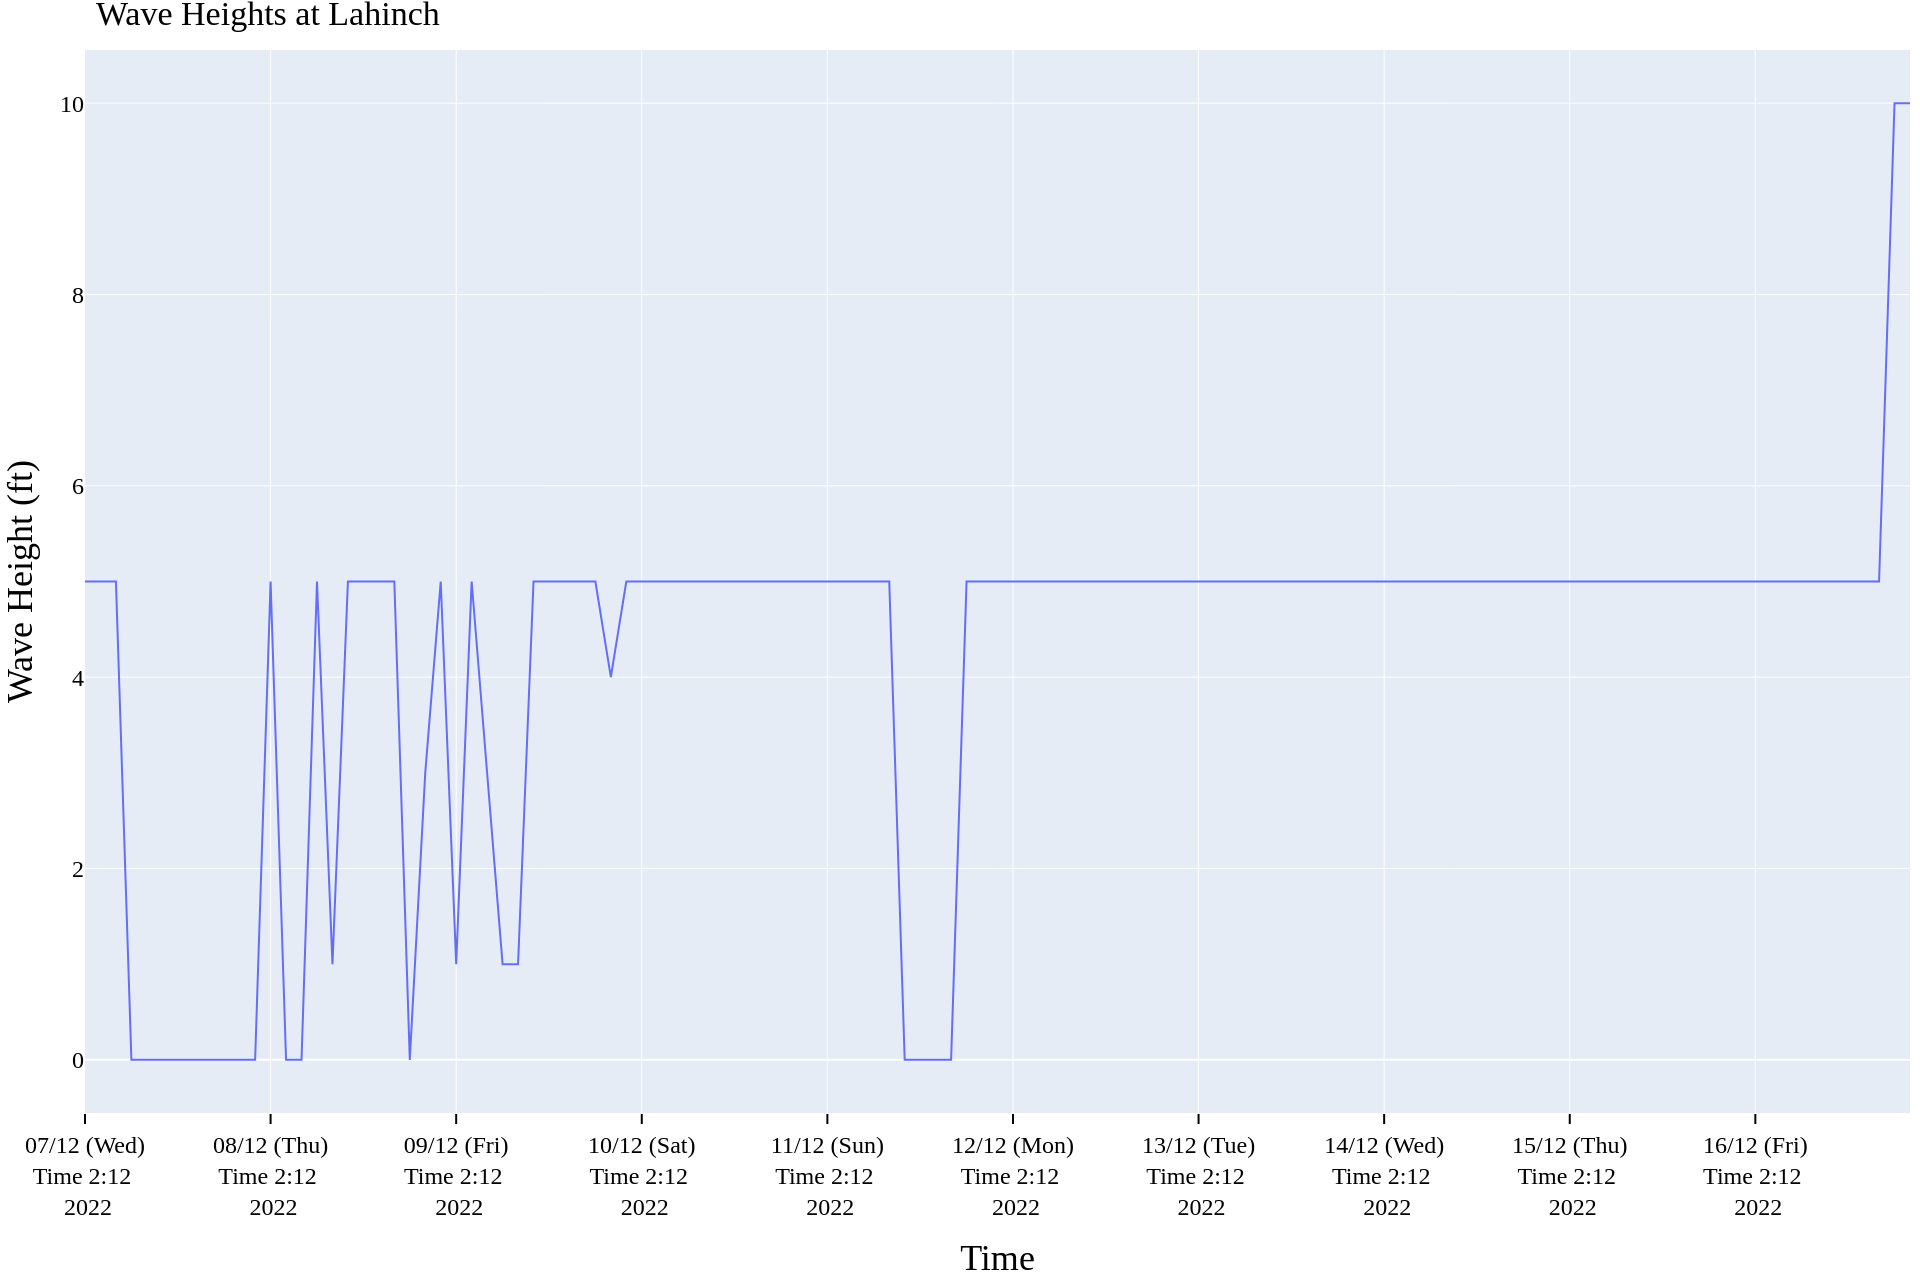 Wave Heights at Lahinch
Wave Height (ft)
10
8
6
4
2
0
07/12 (Wed) 08/12 (Thu) 09/12 (Fri) 10/12 (Sat) 11/12 (Sun) 12/12 (Mon) 13/12 (Tue) 14/12 (Wed) 15/12 (Thu) 16/12 (Fri)
Time 2:12 Time 2:12 Time 2:12 Time 2:12 Time 2:12 Time 2:12 Time 2:12 Time 2:12 Time 2:12 Time 2:12
2022 2022 2022 2022 2022 2022 2022 2022 2022 2022
Time